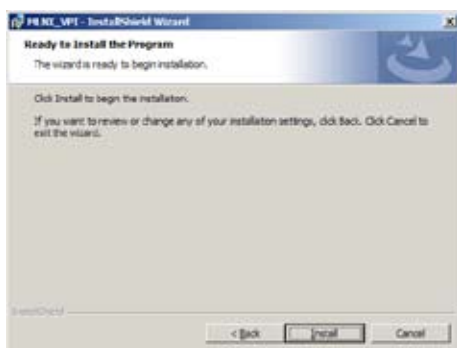 MLNX_VPI - InstallShield Wizard
Ready to Install the Program
The wizard is ready to begin installation.
Click Install to begin the installation.
If you want to review or change any of your installation settings, click Back. Click Cancel to
exit the wizard.
InstallShield
< Back
Install
Cancel